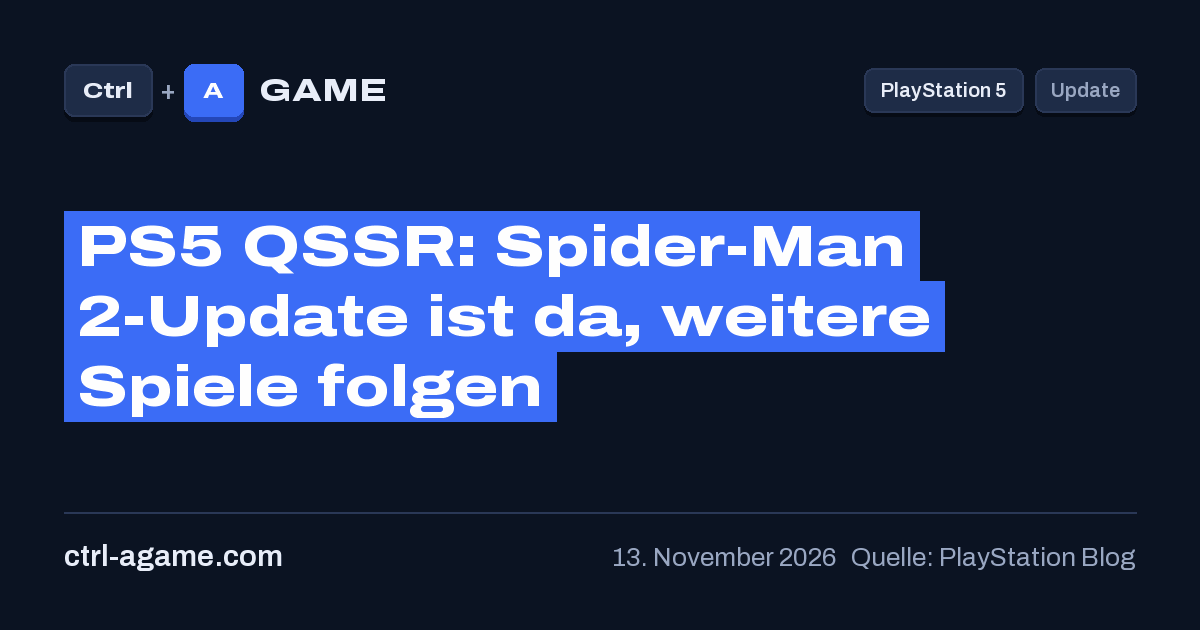 Ctrl + A GAME
PlayStation 5 Update
PS5 QSSR: Spider-Man
2-Update ist da, weitere
Spiele folgen
ctrl-agame.com
13. November 2026 Quelle: PlayStation Blog